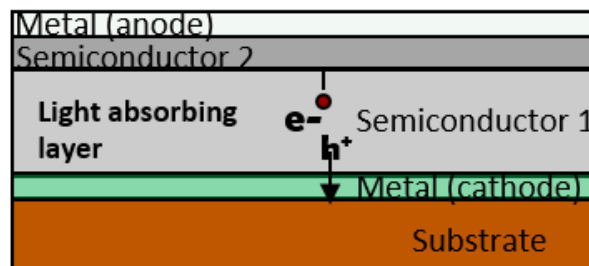 Metal (anode)
Semiconductor 2
Light absorbing
layer
e-
Semiconductor 1
h+
Metal (cathode)
Substrate